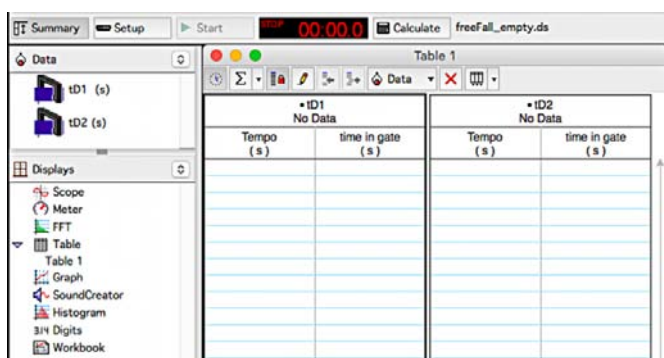 Summary Setup Start STOP 00:00.0 Calculate freeFall_empty.ds
Data
tD1 (s)
tD2 (s)
Displays
Scope
Meter
FFT
Table
Table 1
Graph
SoundCreator
Histogram
3.14 Digits
Workbook
Table 1
Σ Data
▪ tD1
No Data
Tempo
(s)
time in gate
(s)
▪ tD2
No Data
Tempo
(s)
time in gate
(s)